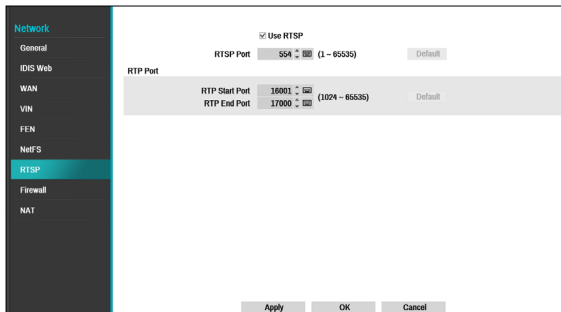 Network
General
IDIS Web
WAN
VIN
FEN
NetFS
RTSP
Firewall
NAT
Use RTSP
RTSP Port 554 (1 ~ 65535) Default
RTP Port
RTP Start Port 16001
RTP End Port 17000
(1024 ~ 65535) Default
Apply OK Cancel